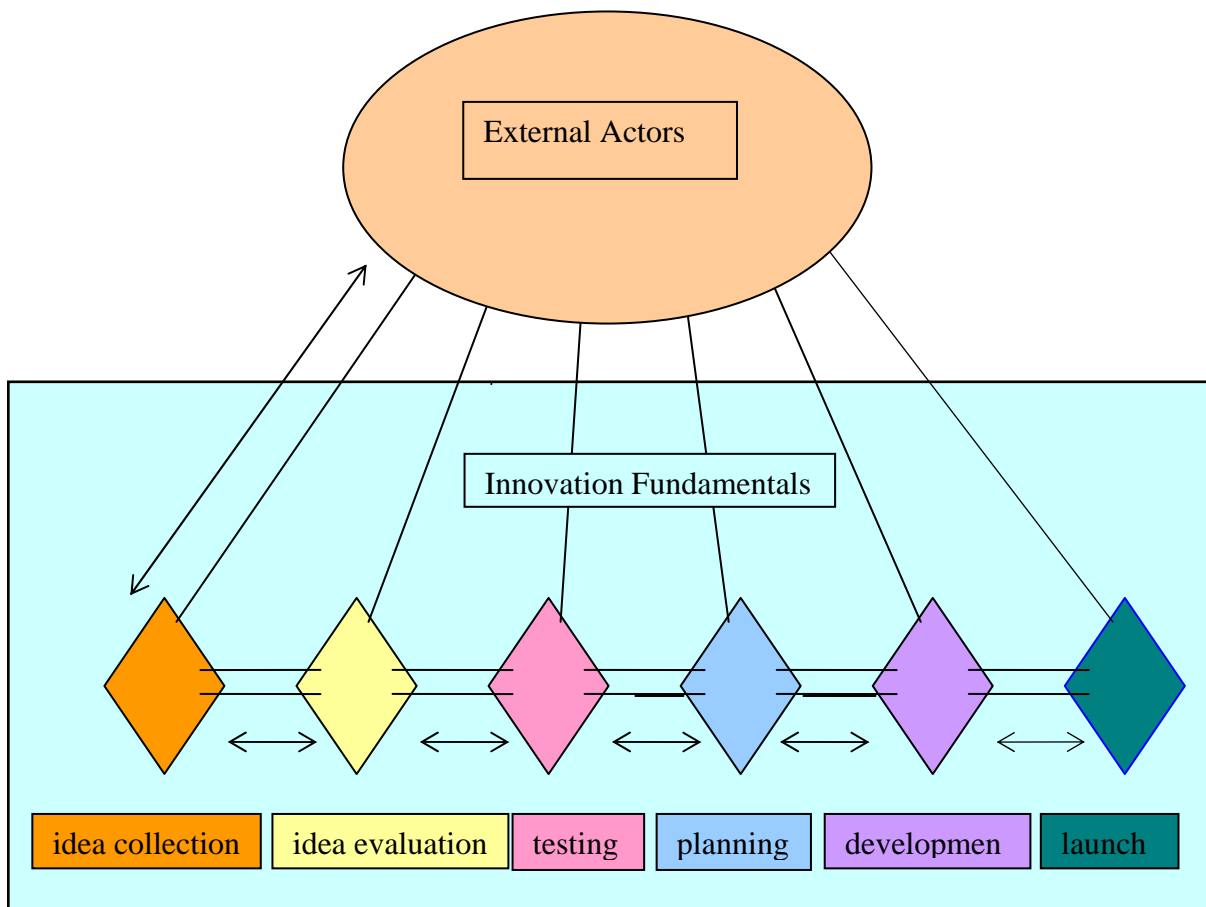 External Actors
Innovation Fundamentals
idea collection
idea evaluation
testing
planning
developmen
launch